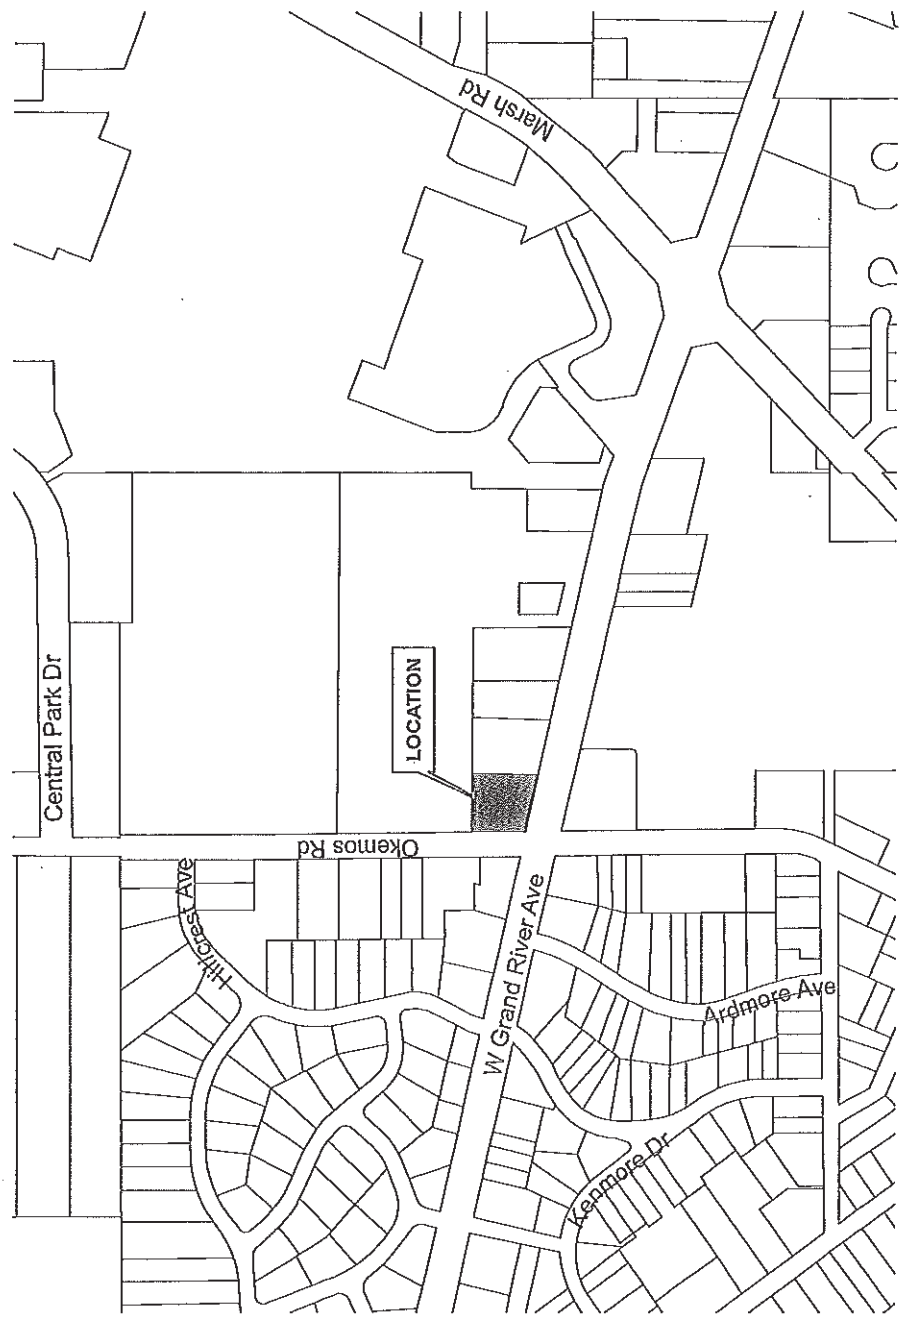 Marsh Rd
Central Park Dr
LOCATION
Okemos Rd
Hillcrest Ave
W Grand River Ave
Ardmore Ave
Kenmore Dr